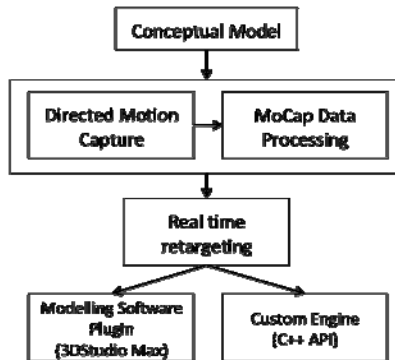 Conceptual Model
Directed Motion
Capture
MoCap Data
Processing
Real time
retargeting
Modelling Software
Plugin
(3DStudio Max)
Custom Engine
(C++ API)